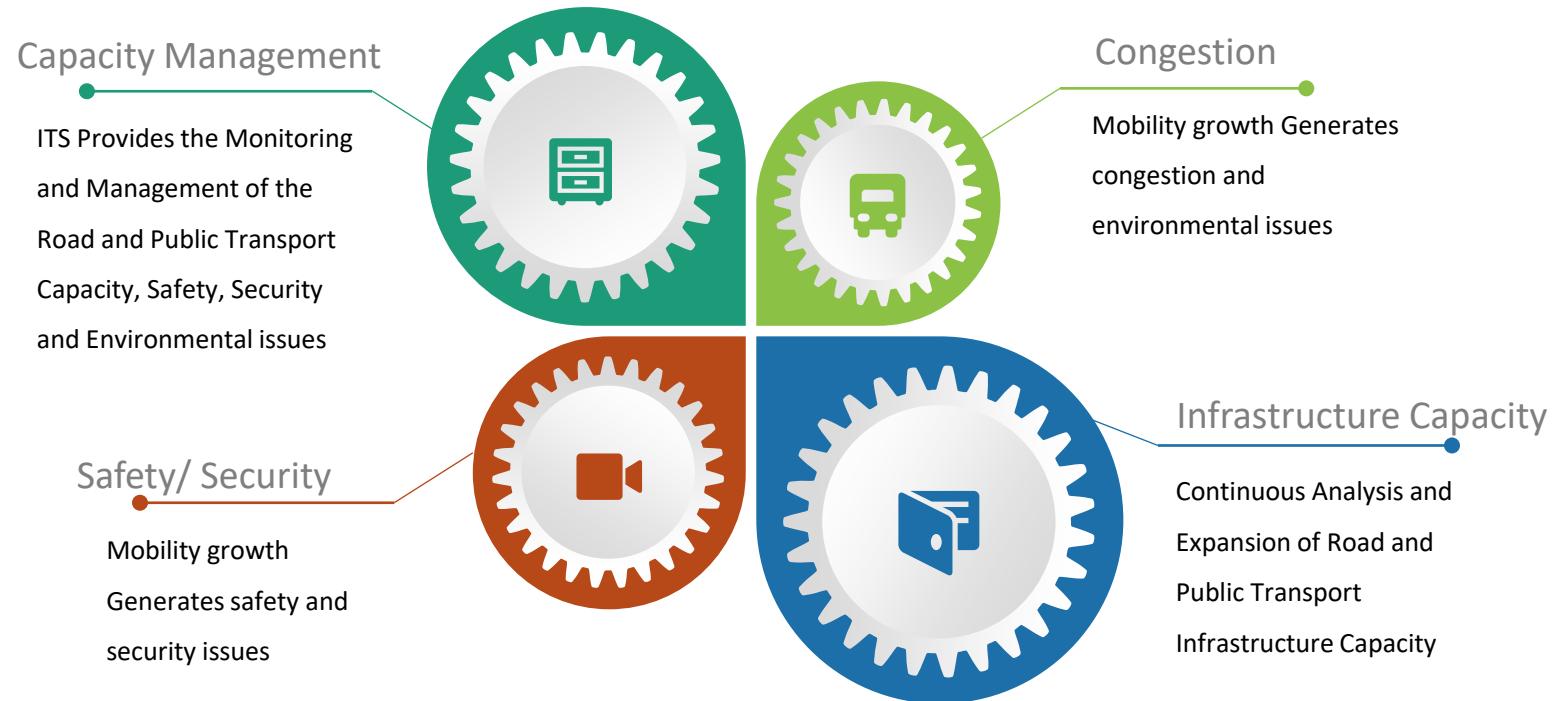 Capacity Management
ITS Provides the Monitoring
and Management of the
Road and Public Transport
Capacity, Safety, Security
and Environmental issues
Congestion
Mobility growth Generates
congestion and
environmental issues
Safety/ Security
Mobility growth
Generates safety and
security issues
Infrastructure Capacity
Continuous Analysis and
Expansion of Road and
Public Transport
Infrastructure Capacity